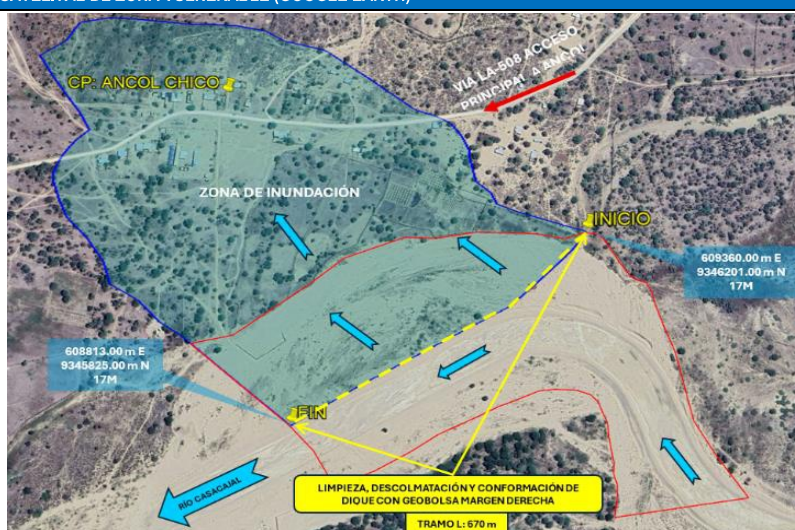 CP: ANCOL CHICO
VIA LA-508 ACCESO
PRINCIPAL A ANCOL
ZONA DE INUNDACIÓN
INICIO
609360.00 m E
9346201.00 m N
17M
608813.00 m E
9345825.00 m N
17M
FIN
RÍO CASACAJAL
LIMPIEZA, DESCOLMATACIÓN Y CONFORMACIÓN DE
DIQUE CON GEOBOLSA MARGEN DERECHA
TRAMO L: 670 m